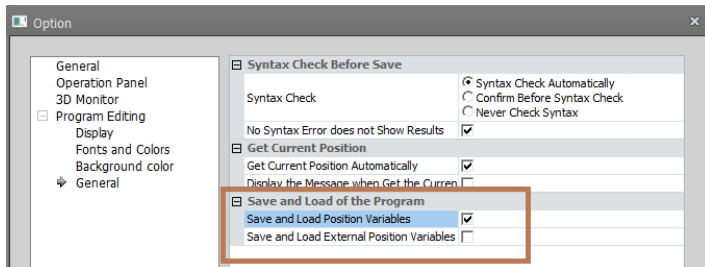 Option
General
Operation Panel
3D Monitor
Program Editing
Display
Fonts and Colors
Background color
General
Syntax Check Before Save
Syntax Check
Syntax Check Automatically
Confirm Before Syntax Check
Never Check Syntax
No Syntax Error does not Show Results
Get Current Position
Get Current Position Automatically
Display the Message when Get the Curren
Save and Load of the Program
Save and Load Position Variables
Save and Load External Position Variables